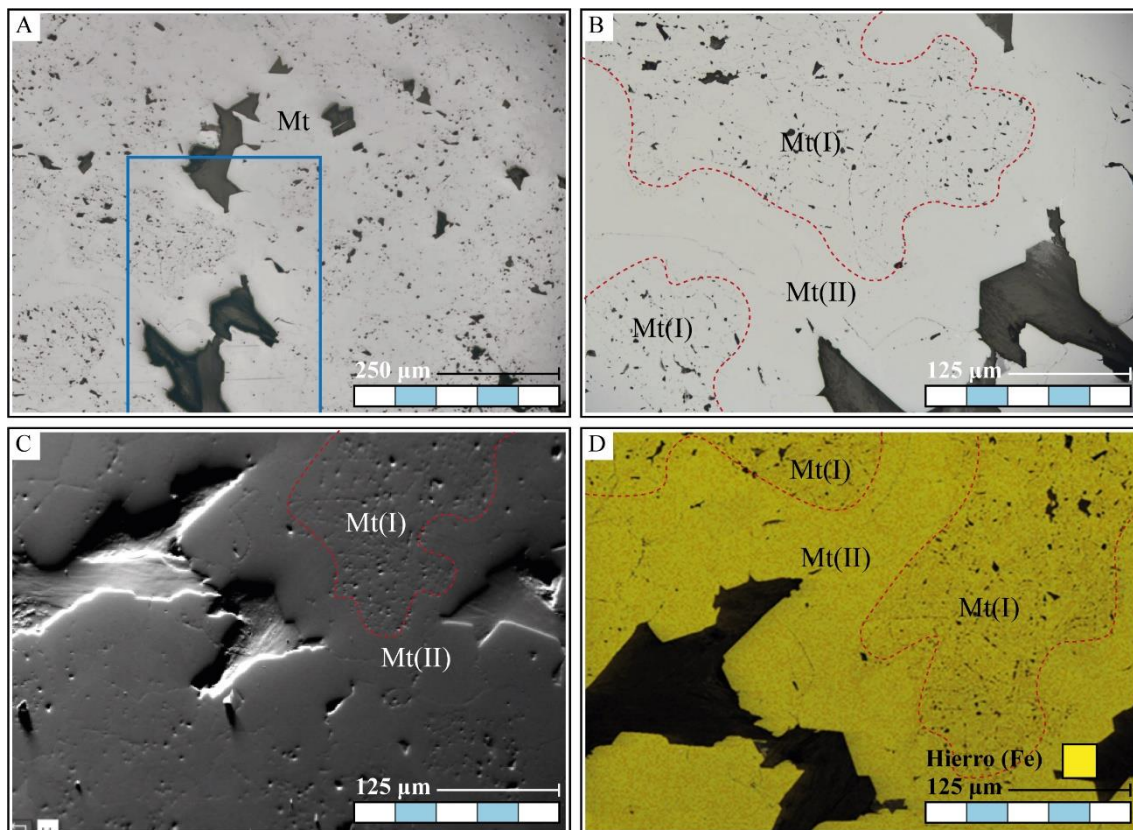 A
Mt
250 µm
B
Mt(I)
Mt(II)
Mt(I)
125 µm
C
Mt(I)
Mt(II)
125 µm
D
Mt(I)
Mt(II)
Mt(I)
Hierro (Fe)
125 µm